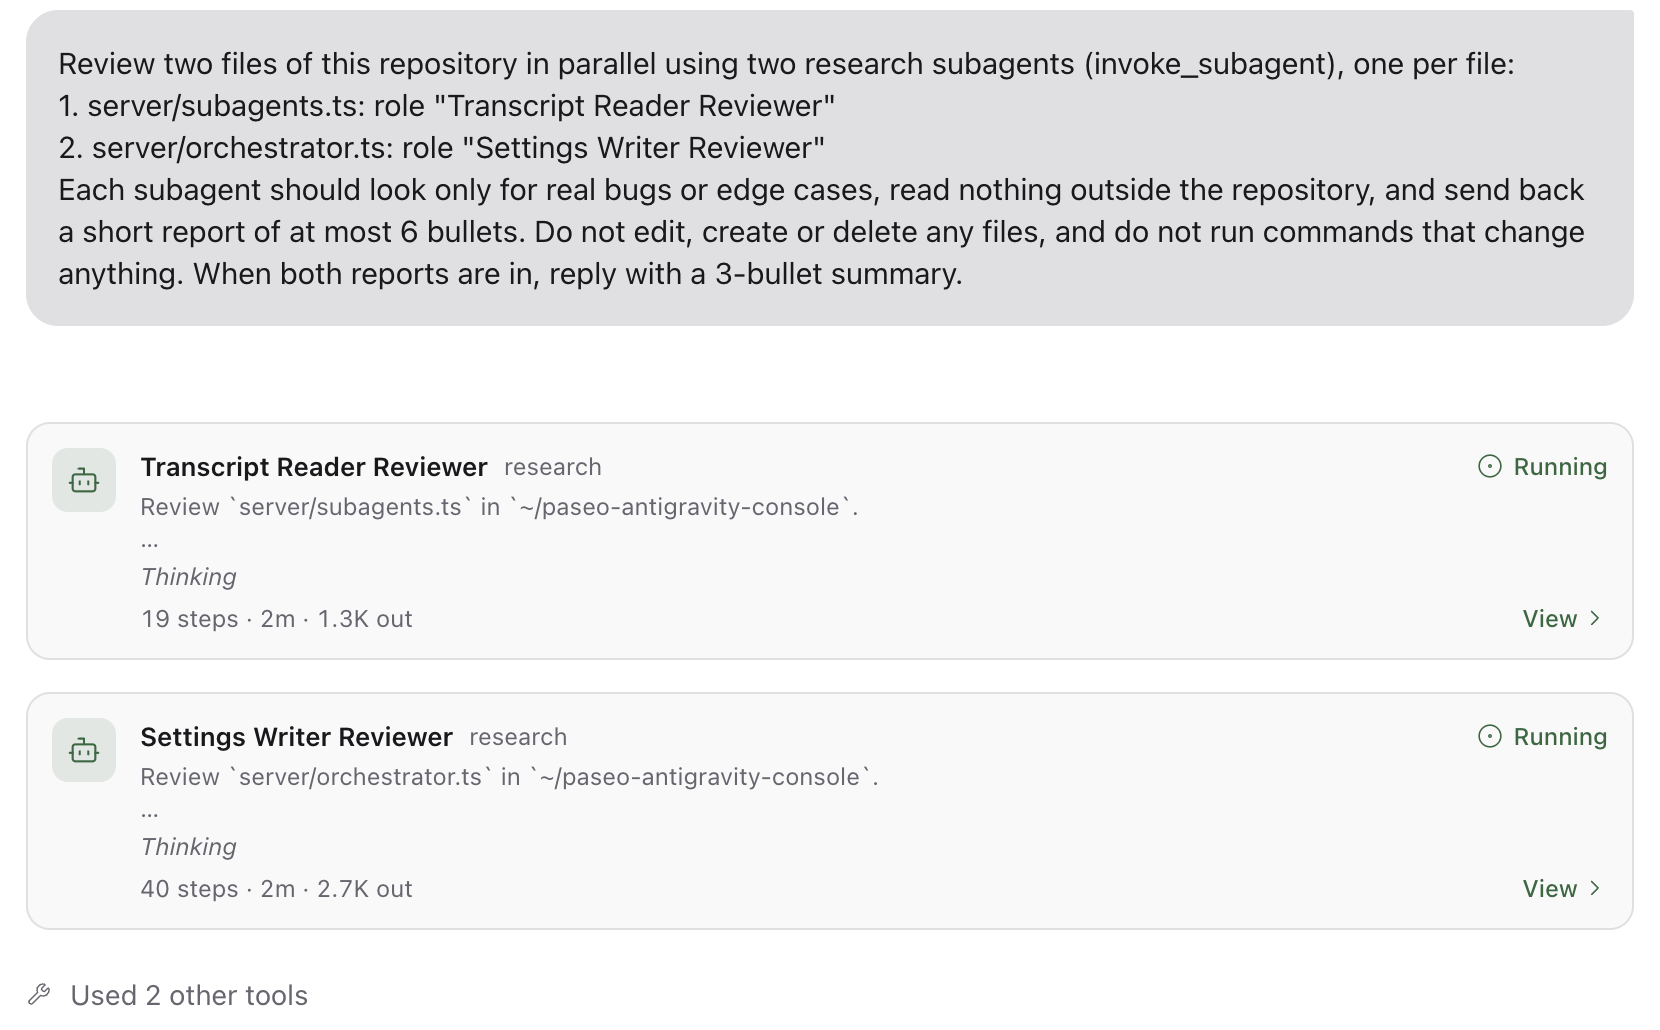 Review two files of this repository in parallel using two research subagents (invoke_subagent), one per file:
1. server/subagents.ts: role "Transcript Reader Reviewer"
2. server/orchestrator.ts: role "Settings Writer Reviewer"
Each subagent should look only for real bugs or edge cases, read nothing outside the repository, and send back
a short report of at most 6 bullets. Do not edit, create or delete any files, and do not run commands that change
anything. When both reports are in, reply with a 3-bullet summary.
Transcript Reader Reviewer research Running
Review `server/subagents.ts` in `~/paseo-antigravity-console`.
...
Thinking
19 steps · 2m · 1.3K out View >
Settings Writer Reviewer research Running
Review `server/orchestrator.ts` in `~/paseo-antigravity-console`.
...
Thinking
40 steps · 2m · 2.7K out View >
Used 2 other tools